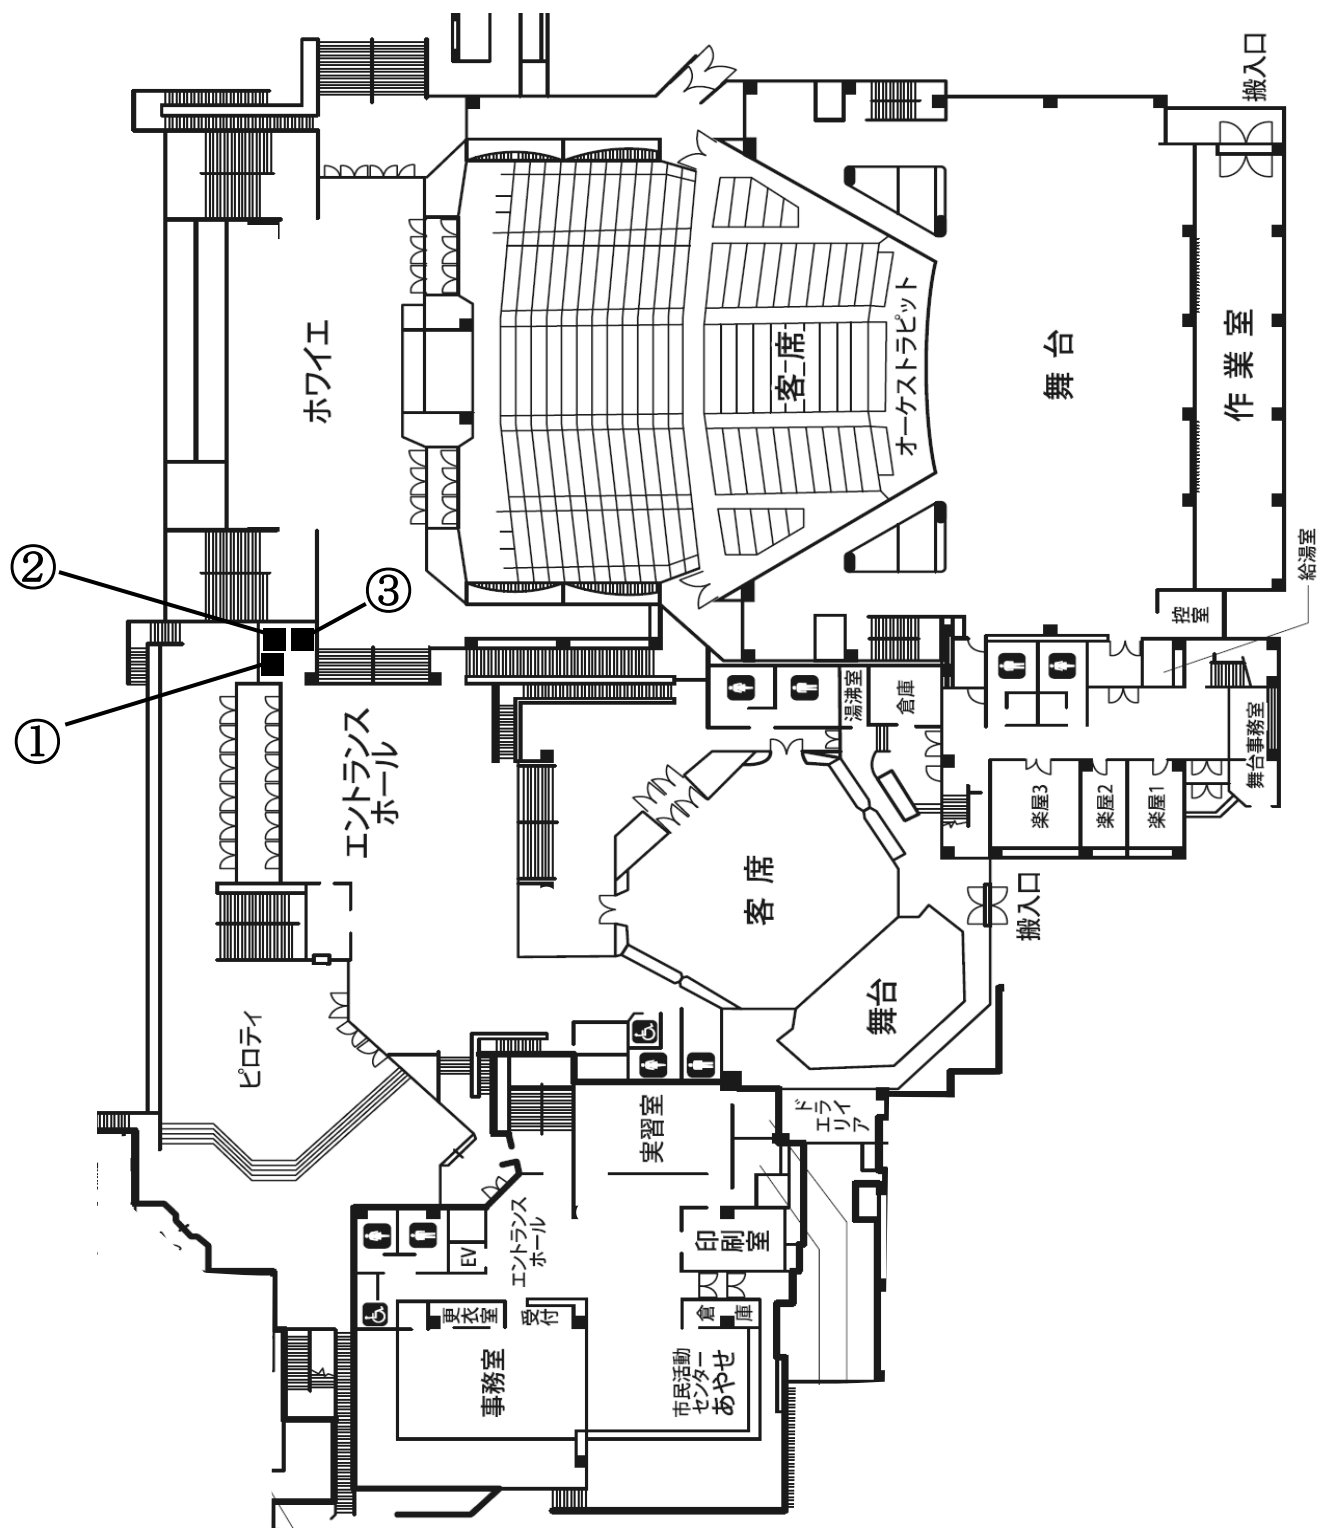 搬入口
ホワイエ
客席
オーケストラピット
舞台
作業室
②
③
①
給湯室
控室
エントランス
ホール
湯沸室
倉庫
舞台事務室
楽屋3
楽屋2
楽屋1
客席
搬入口
舞台
ピロティ
実習室
ドライ
エリア
エントランス
ホール
EV
印刷室
更衣室
受付
倉庫
事務室
市民活動
センター
あやせ